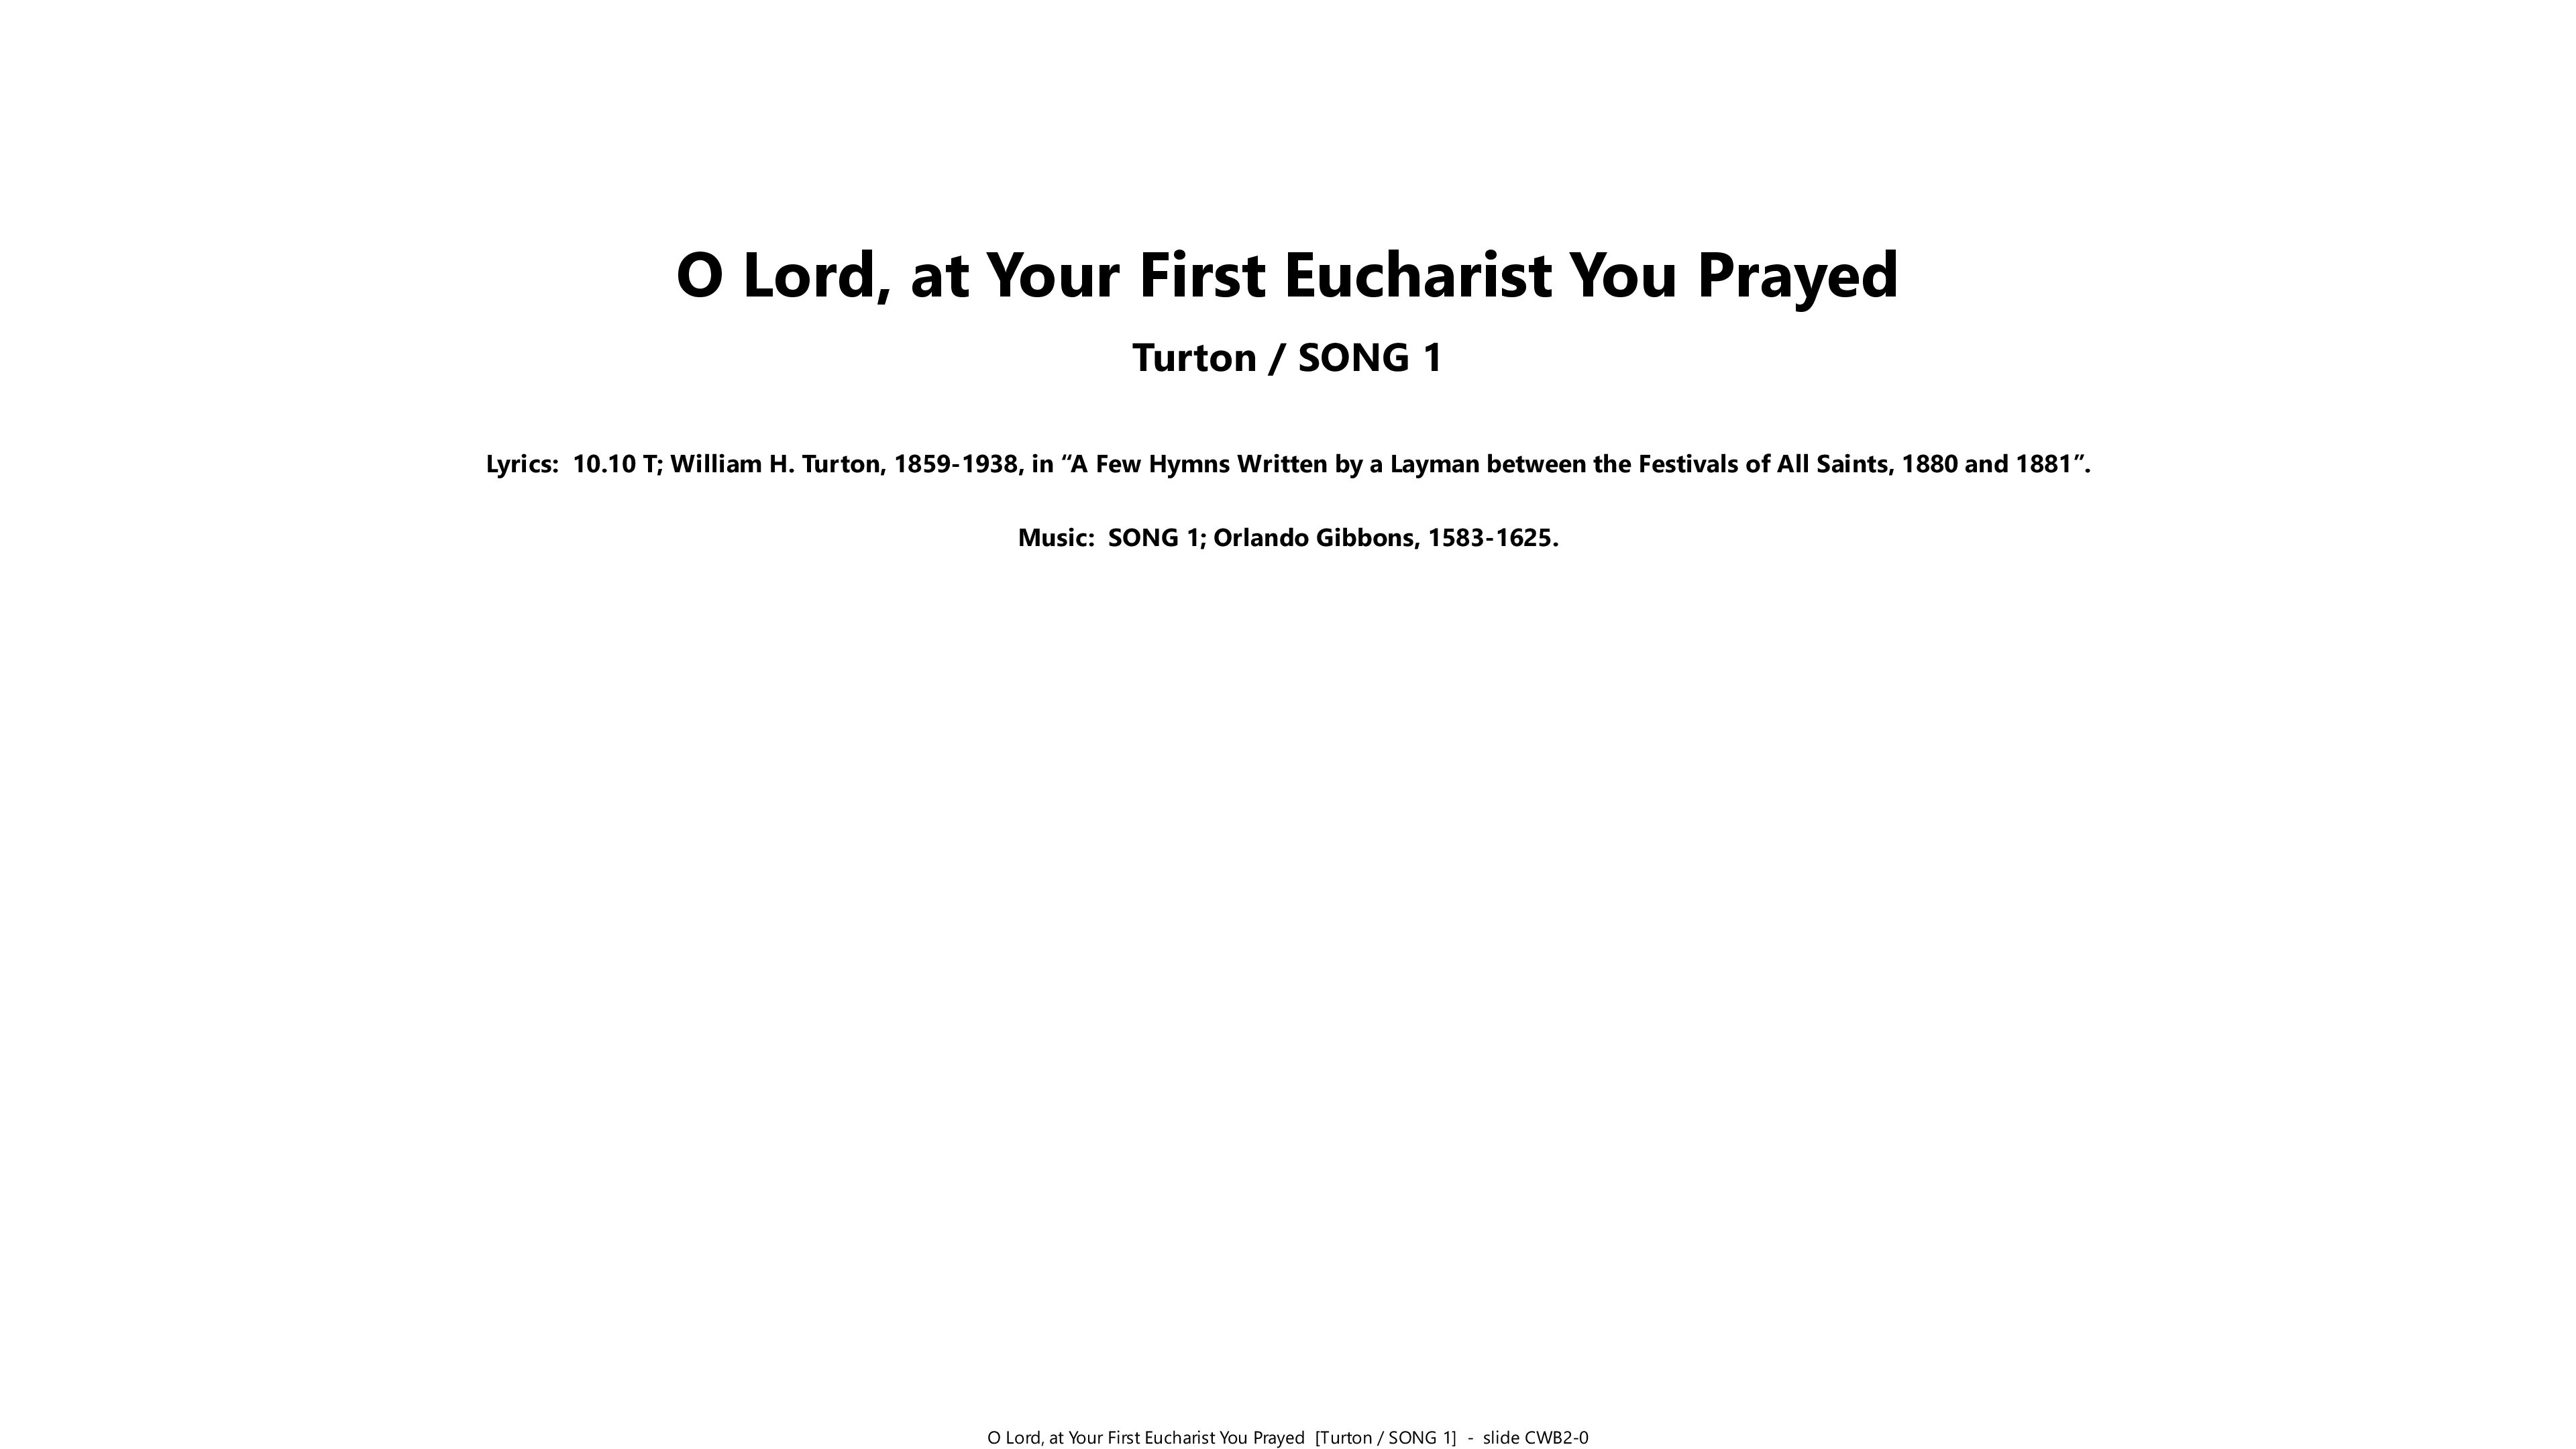 O Lord, at Your First Eucharist You Prayed
Turton / SONG 1
Lyrics:  10.10 T; William H. Turton, 1859-1938, in “A Few Hymns Written by a Layman between the Festivals of All Saints, 1880 and 1881”.
Music:  SONG 1; Orlando Gibbons, 1583-1625.
O Lord, at Your First Eucharist You Prayed  [Turton / SONG 1]  -  slide CWB2-0